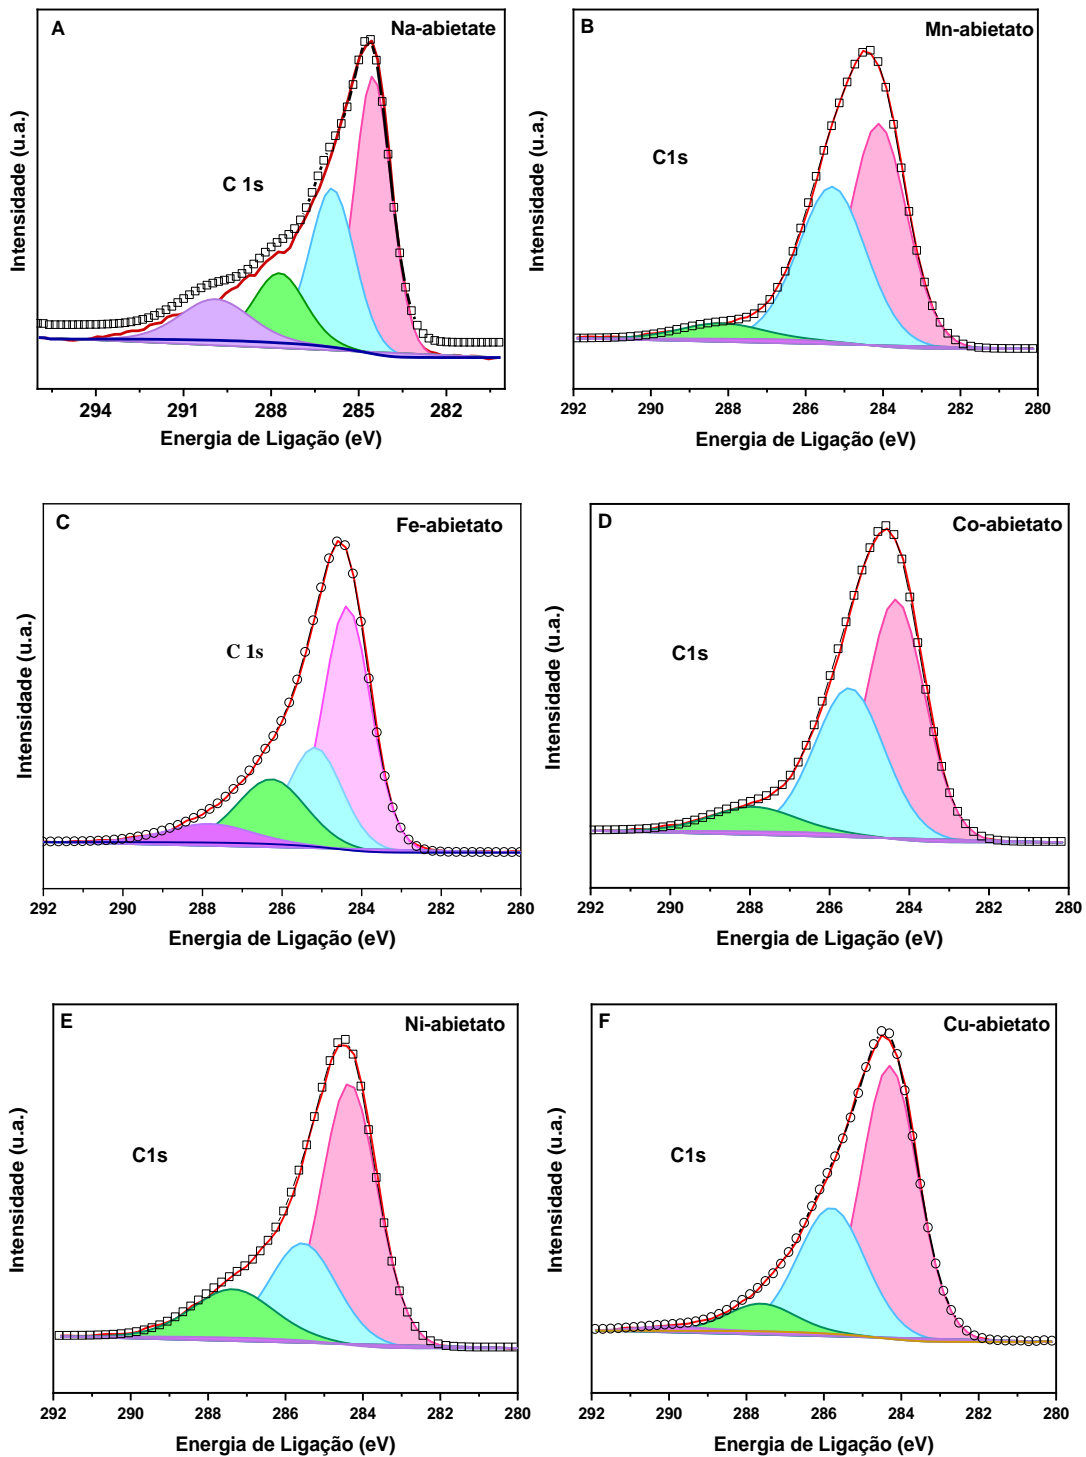 A
Na-abietate
C 1s
Intensidade (u.a.)
294 291 288 285 282
Energia de Ligação (eV)
B
Mn-abietato
C1s
Intensidade (u.a.)
292 290 288 286 284 282 280
Energia de Ligação (eV)
C
Fe-abietato
C 1s
Intensidade (u.a.)
292 290 288 286 284 282 280
Energia de Ligação (eV)
D
Co-abietato
C1s
Intensidade (u.a.)
292 290 288 286 284 282 280
Energia de Ligação (eV)
E
Ni-abietato
C1s
Intensidade (u.a.)
292 290 288 286 284 282 280
Energia de Ligação (eV)
F
Cu-abietato
C1s
Intensidade (u.a.)
292 290 288 286 284 282 280
Energia de Ligação (eV)